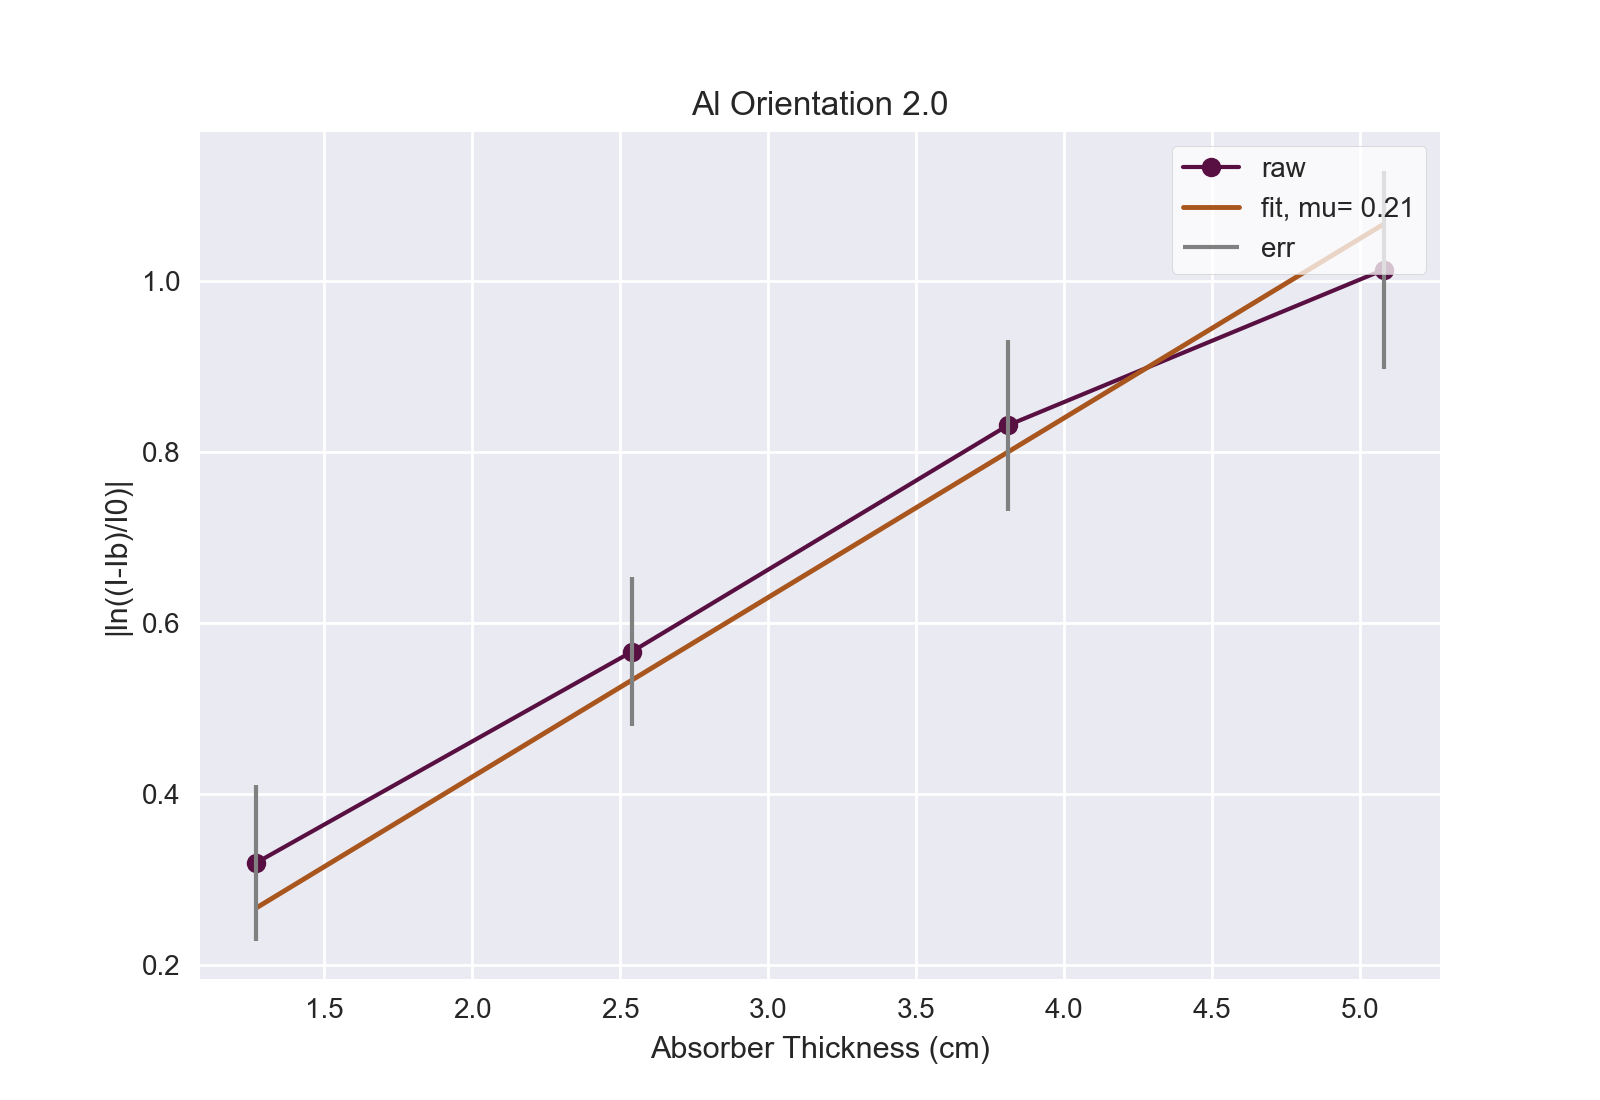 Al Orientation 2.0
raw
fit, mu= 0.21
err
|ln((I-Ib)/I0)|
1.0
0.8
0.6
0.4
0.2
1.5 2.0 2.5 3.0 3.5 4.0 4.5 5.0
Absorber Thickness (cm)